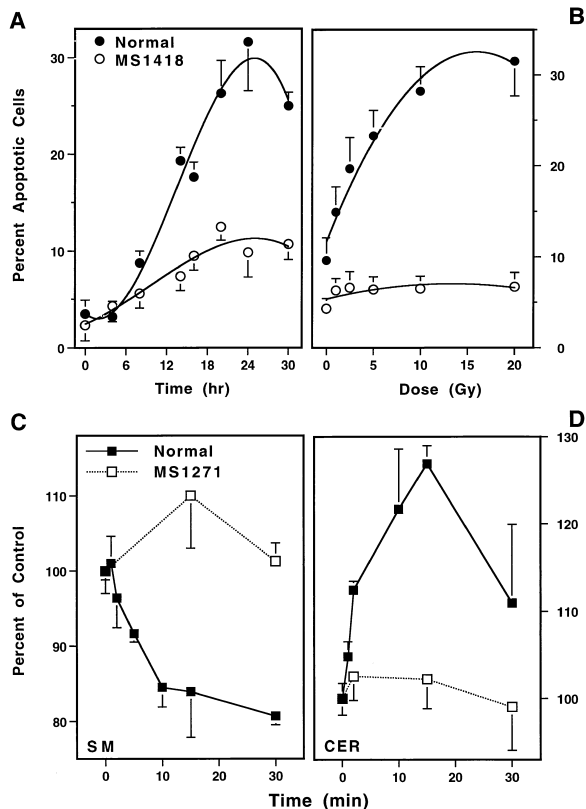 A
B
Normal
MS1418
Percent Apoptotic Cells
30
20
10
0
30
20
10
0
0 6 12 18 24 30
0 5 10 15 20
Time (hr)
Dose (Gy)
C
D
Normal
MS1271
Percent of Control
110
100
90
80
130
120
110
100
SM
CER
0 10 20 30
0 10 20 30
Time (min)